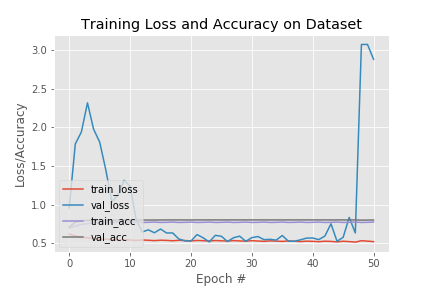 Training Loss and Accuracy on Dataset
Loss/Accuracy
3.0
2.5
2.0
1.5
1.0
0.5
train_loss
val_loss
train_acc
val_acc
0 10 20 30 40 50
Epoch #